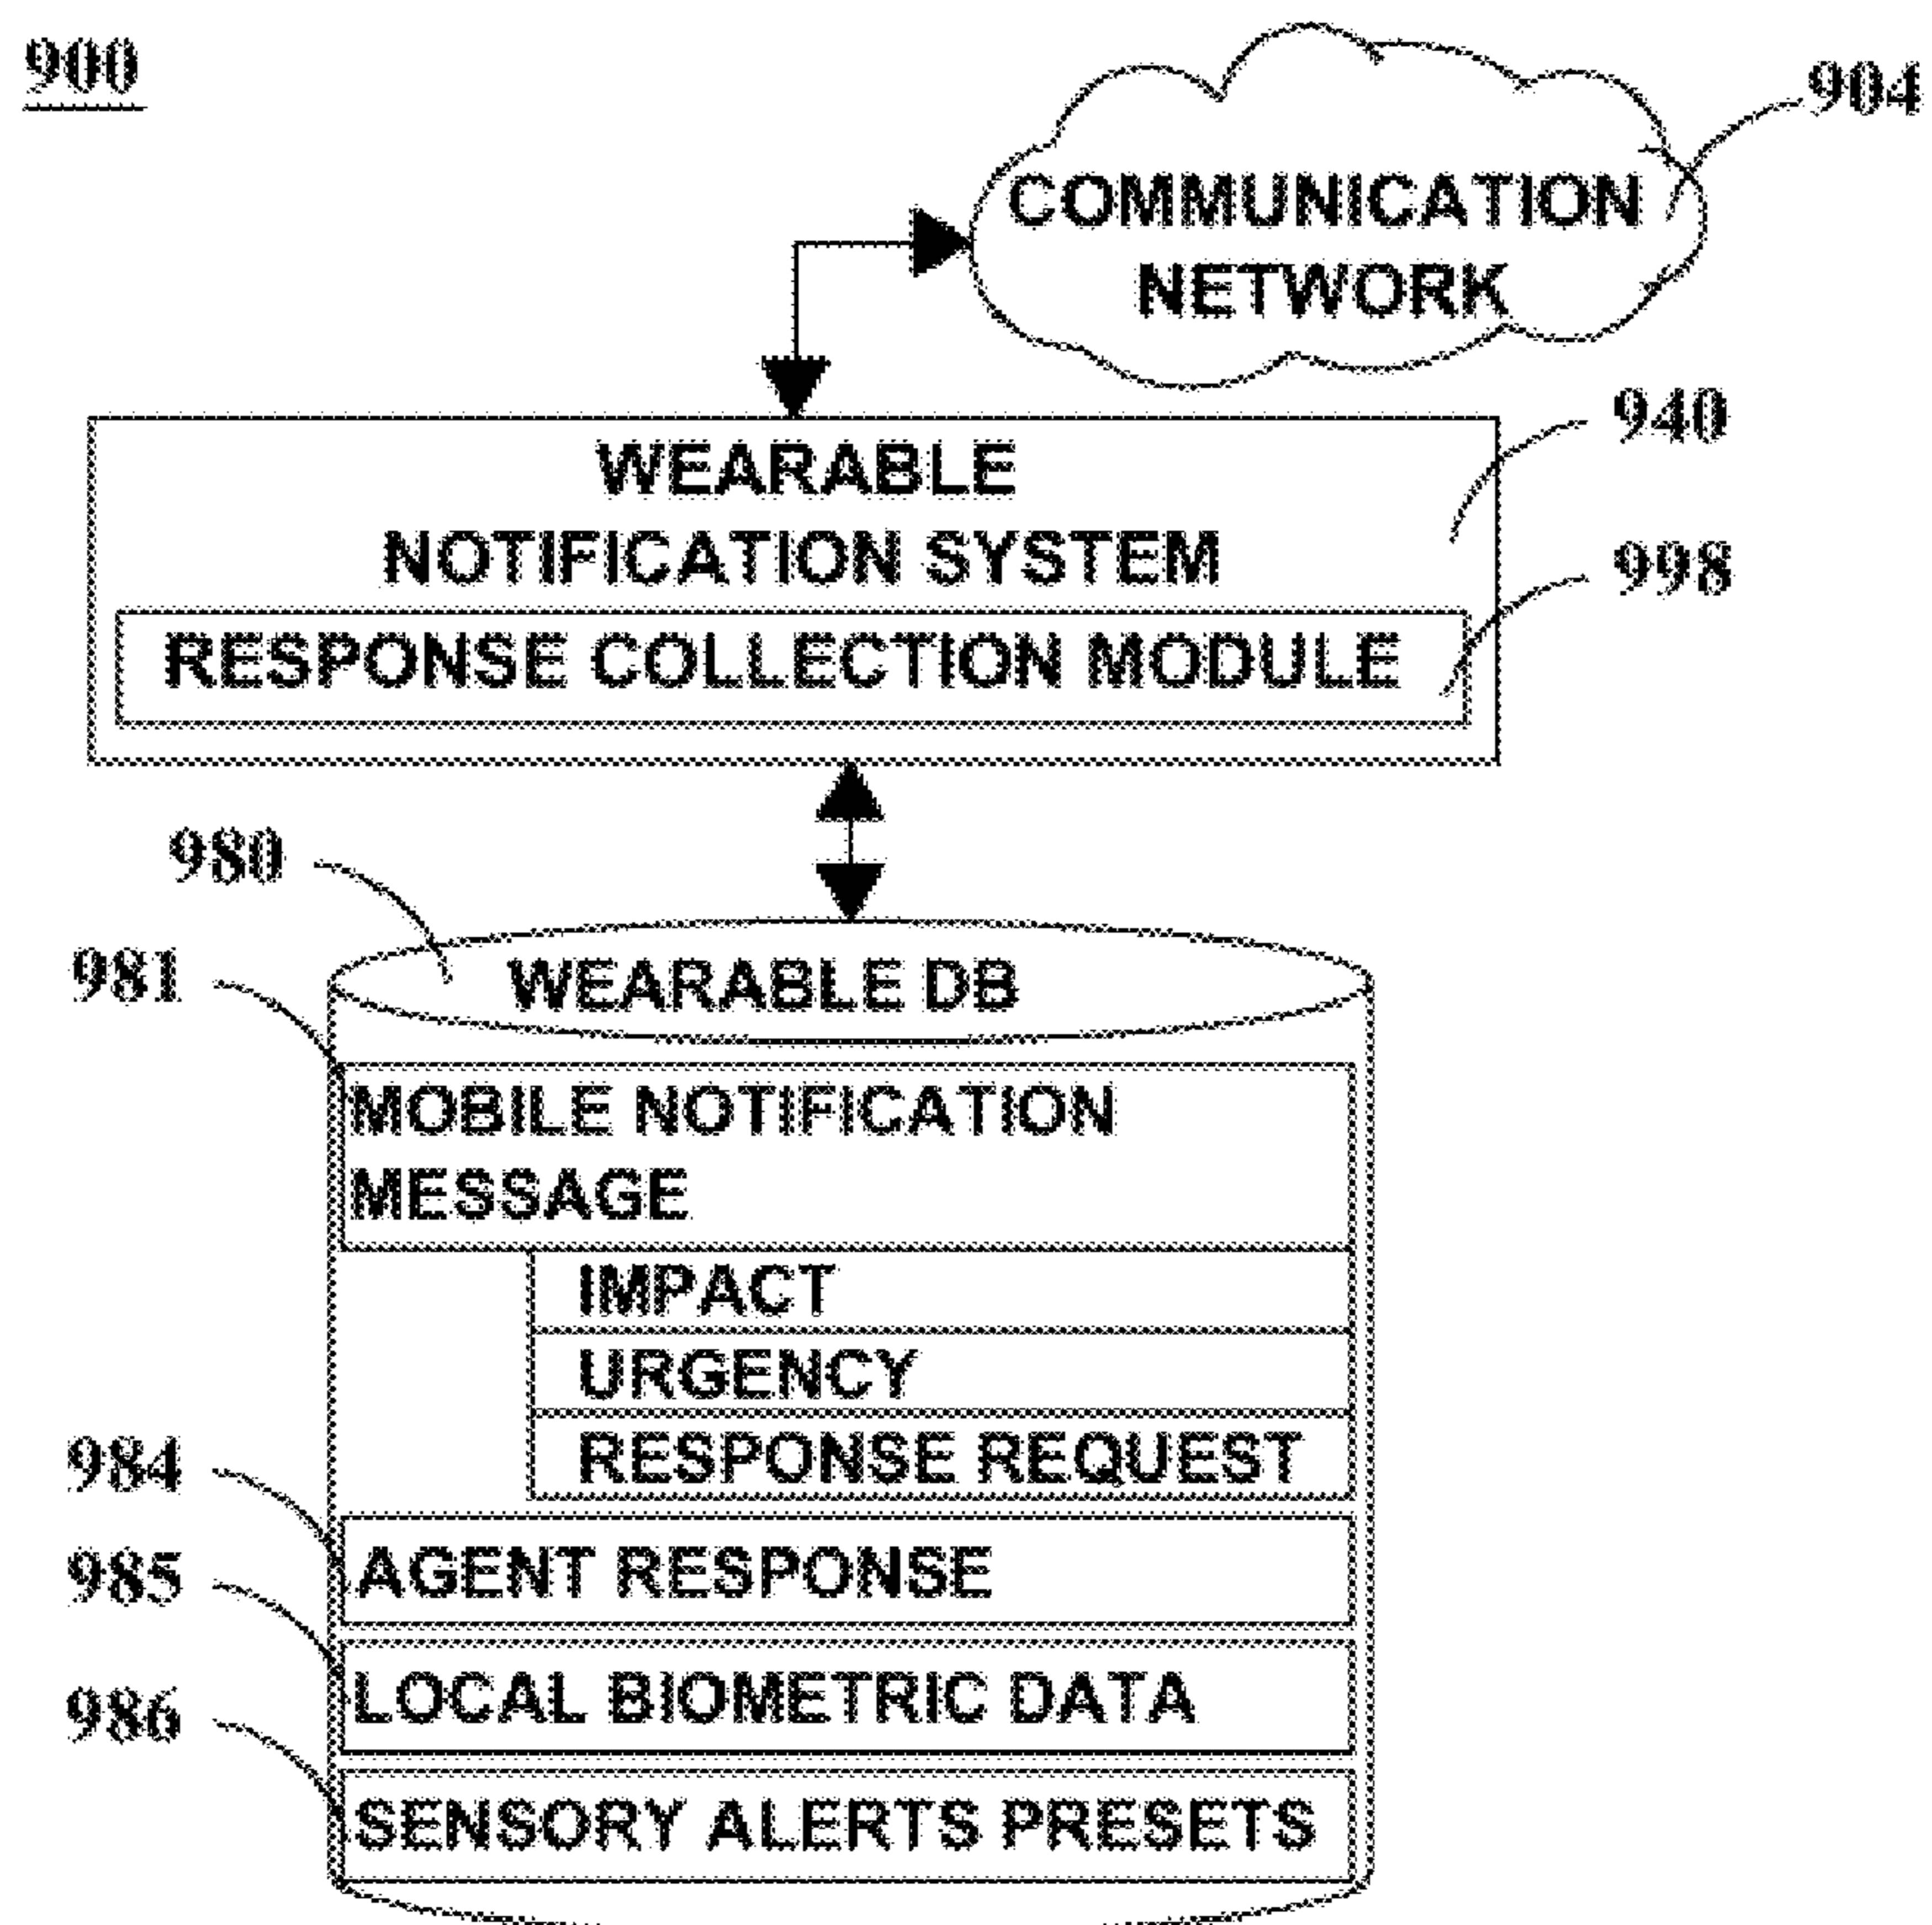 900
904
COMMUNICATION
NETWORK
940
WEARABLE
NOTIFICATION SYSTEM
998
RESPONSE COLLECTION MODULE
980
981
WEARABLE DB
MOBILE NOTIFICATION
MESSAGE
IMPACT
URGENCY
RESPONSE REQUEST
984
AGENT RESPONSE
985
LOCAL BIOMETRIC DATA
986
SENSORY ALERTS PRESETS